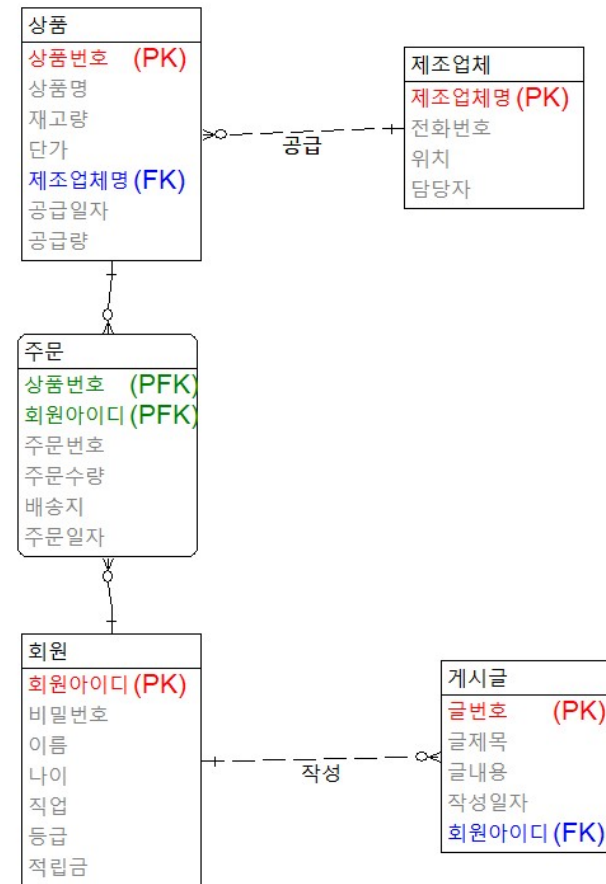 상품
상품번호 (PK)
상품명
재고량
단가
제조업체명 (FK)
공급일자
공급량
공급
제조업체
제조업체명 (PK)
전화번호
위치
담당자
주문
상품번호 (PFK)
회원아이디 (PFK)
주문번호
주문수량
배송지
주문일자
회원
회원아이디 (PK)
비밀번호
이름
나이
직업
등급
적립금
작성
게시글
글번호 (PK)
글제목
글내용
작성일자
회원아이디 (FK)